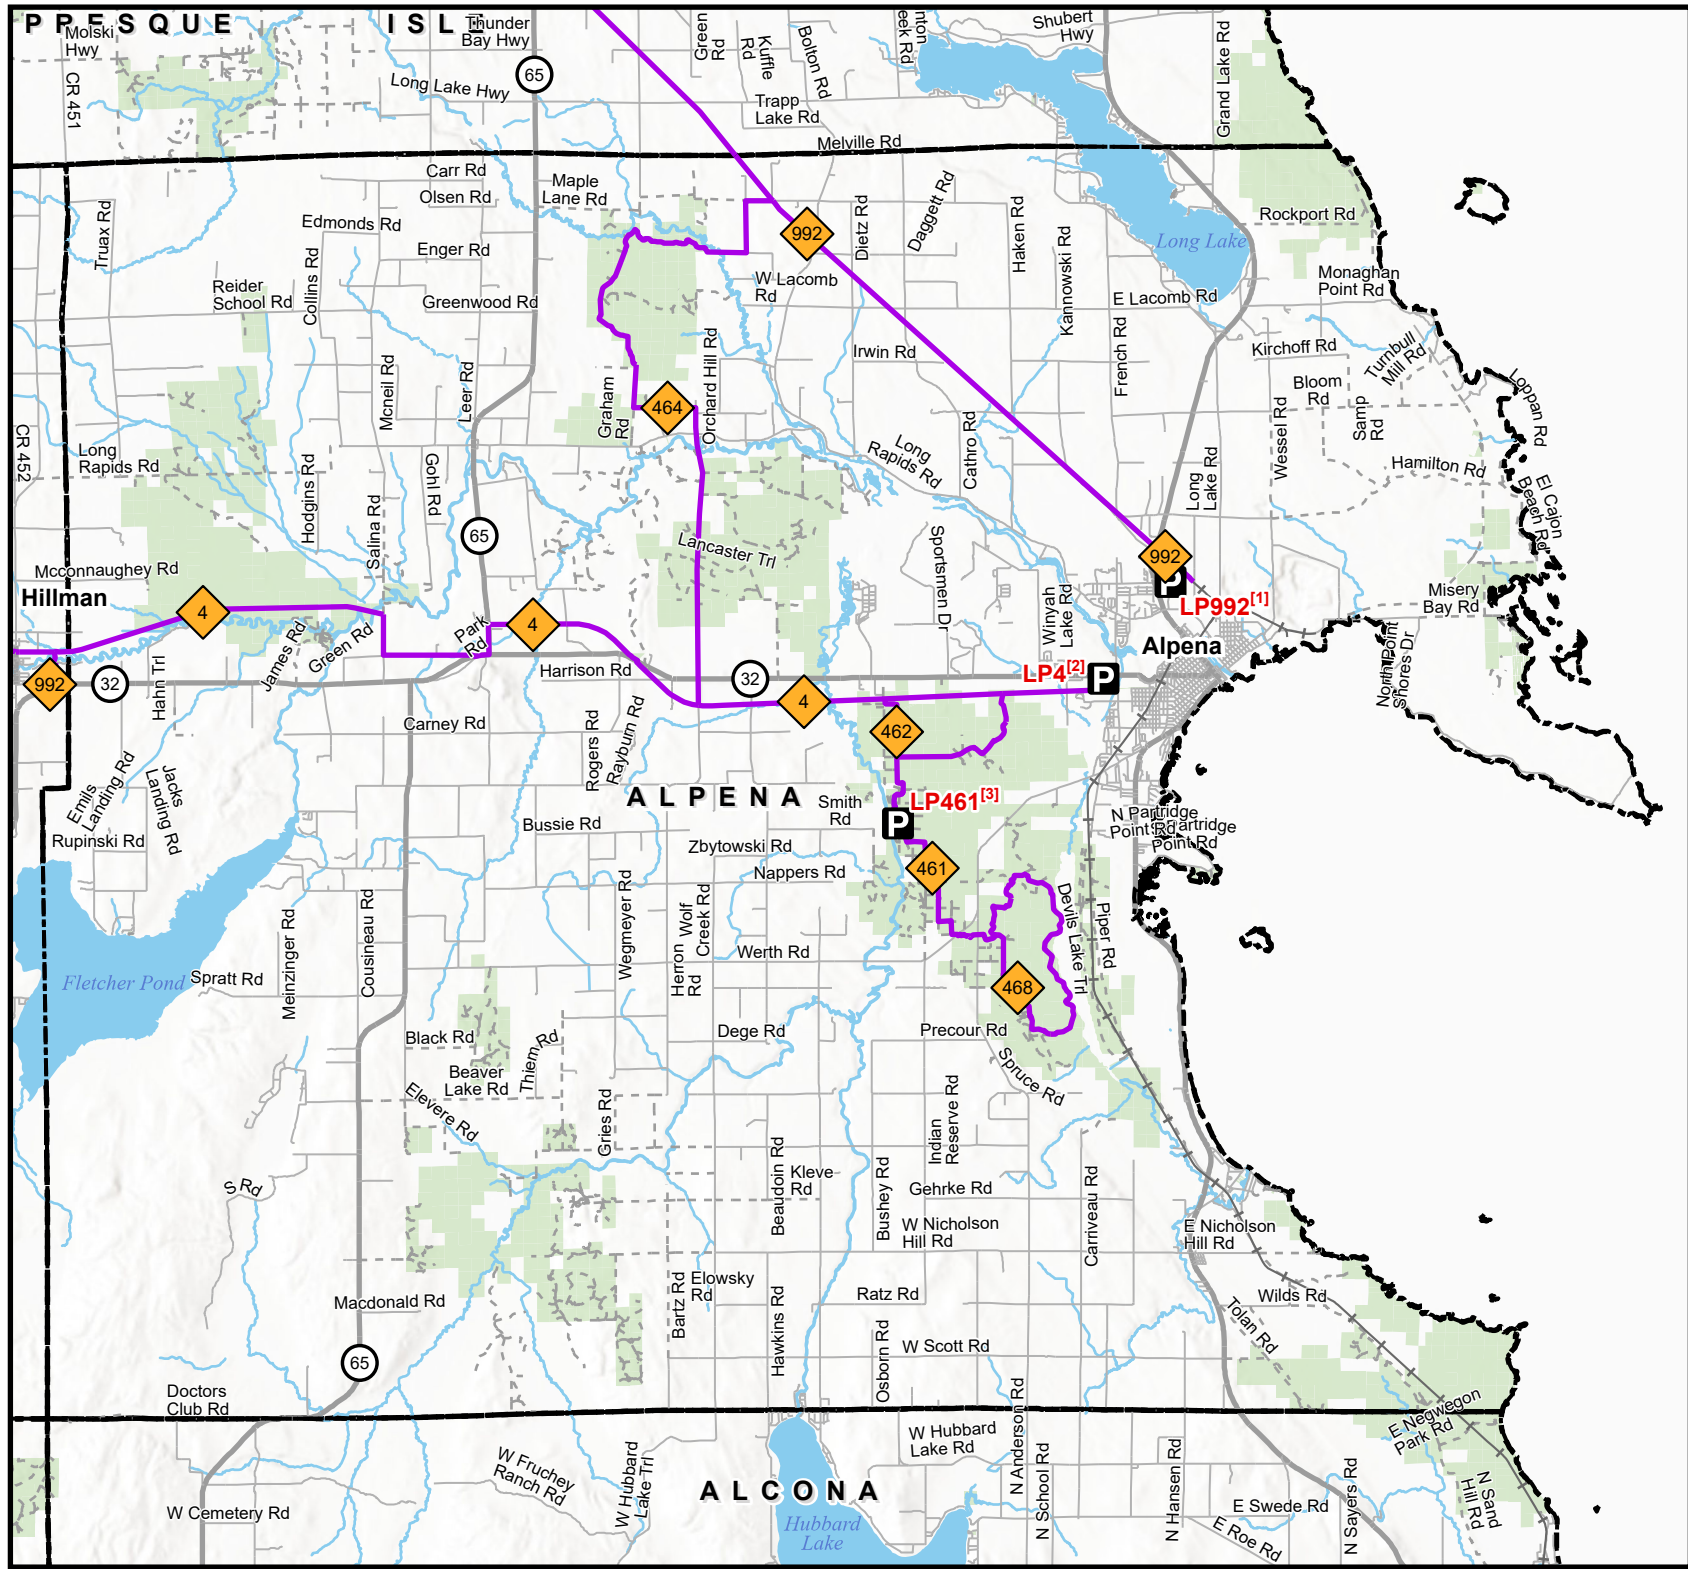 PRESQUE ISLE
Molski
Hwy
CR 451
Thunder
Bay Hwy
65
Long Lake Hwy
Green
Rd
Kuffle
Rd
Bolton Rd
Trapp
Lake Rd
Shubert
Hwy
Grand Lake Rd
Melville Rd
Carr Rd
Olsen Rd
Maple
Lane Rd
Truax Rd
Edmonds Rd
Enger Rd
Collins Rd
Reider
School Rd
Greenwood Rd
992
Dietz Rd
Daggett Rd
Haken Rd
Kannowski Rd
Long Lake
Rockport Rd
Monaghan
Point Rd
W Lacomb
Rd
E Lacomb Rd
Irwin Rd
French Rd
Kirchoff Rd
Turnbull
Mill Rd
Bloom
Rd
Samp
Rd
Loppan Rd
Mcneil Rd
Leer Rd
Graham
Rd
464
Orchard Hill Rd
Cathro Rd
Long
Rapids Rd
Wessel Rd
Long
Lake Rd
Hamilton Rd
El Cajon
Beach Rd
CR 452
Long
Rapids Rd
Hodgins Rd
Salina Rd
Gohl Rd
65
Lancaster Trl
Sportsmen Dr
Winyah
Lake Rd
992
P
LP992[1]
Misery
Bay Rd
Mcconnaughey Rd
Hillman
4
4
Park
Rd
Alpena
North Point
Shores Dr
James Rd
Green Rd
Harrison Rd
992
32
Hahn Trl
32
4
LP4[2]
P
Carney Rd
Rogers Rd
Rayburn Rd
462
Emils
Landing Rd
Jacks
Landing Rd
Rupinski Rd
ALPENA
Smith
Rd
LP461[3]
P
N Partridge
Point Rd
S Partridge
Point Rd
Bussie Rd
Zbytowski Rd
Nappers Rd
461
Devils Lake Trl
Piper Rd
Fletcher Pond
Spratt Rd
Meinzinger Rd
Cousineau Rd
Wegmeyer Rd
Herron
Rd
Wolf
Creek Rd
Werth Rd
468
Black Rd
Beaver
Lake Rd
Thiem Rd
Dege Rd
Precour Rd
Spruce Rd
Elevere Rd
Gries Rd
Indian
Reserve Rd
Beaudoin Rd
Kleve
Rd
Bushey Rd
Gehrke Rd
S Rd
W Nicholson
Hill Rd
Carriveau Rd
E Nicholson
Hill Rd
Macdonald Rd
Bartz Rd
Elowsky
Rd
Ratz Rd
Wilds Rd
Tolan Rd
65
Hawkins Rd
Osborn Rd
W Scott Rd
Doctors
Club Rd
E Negwegon
Park Rd
W Fruchey
Ranch Rd
W Hubbard
Lake Trl
W Hubbard
Lake Rd
N Anderson Rd
N School Rd
N Hansen Rd
N Sayers Rd
N Sand
Hill Rd
ALCONA
W Cemetery Rd
Hubbard
Lake
E Swede Rd
E Roe Rd